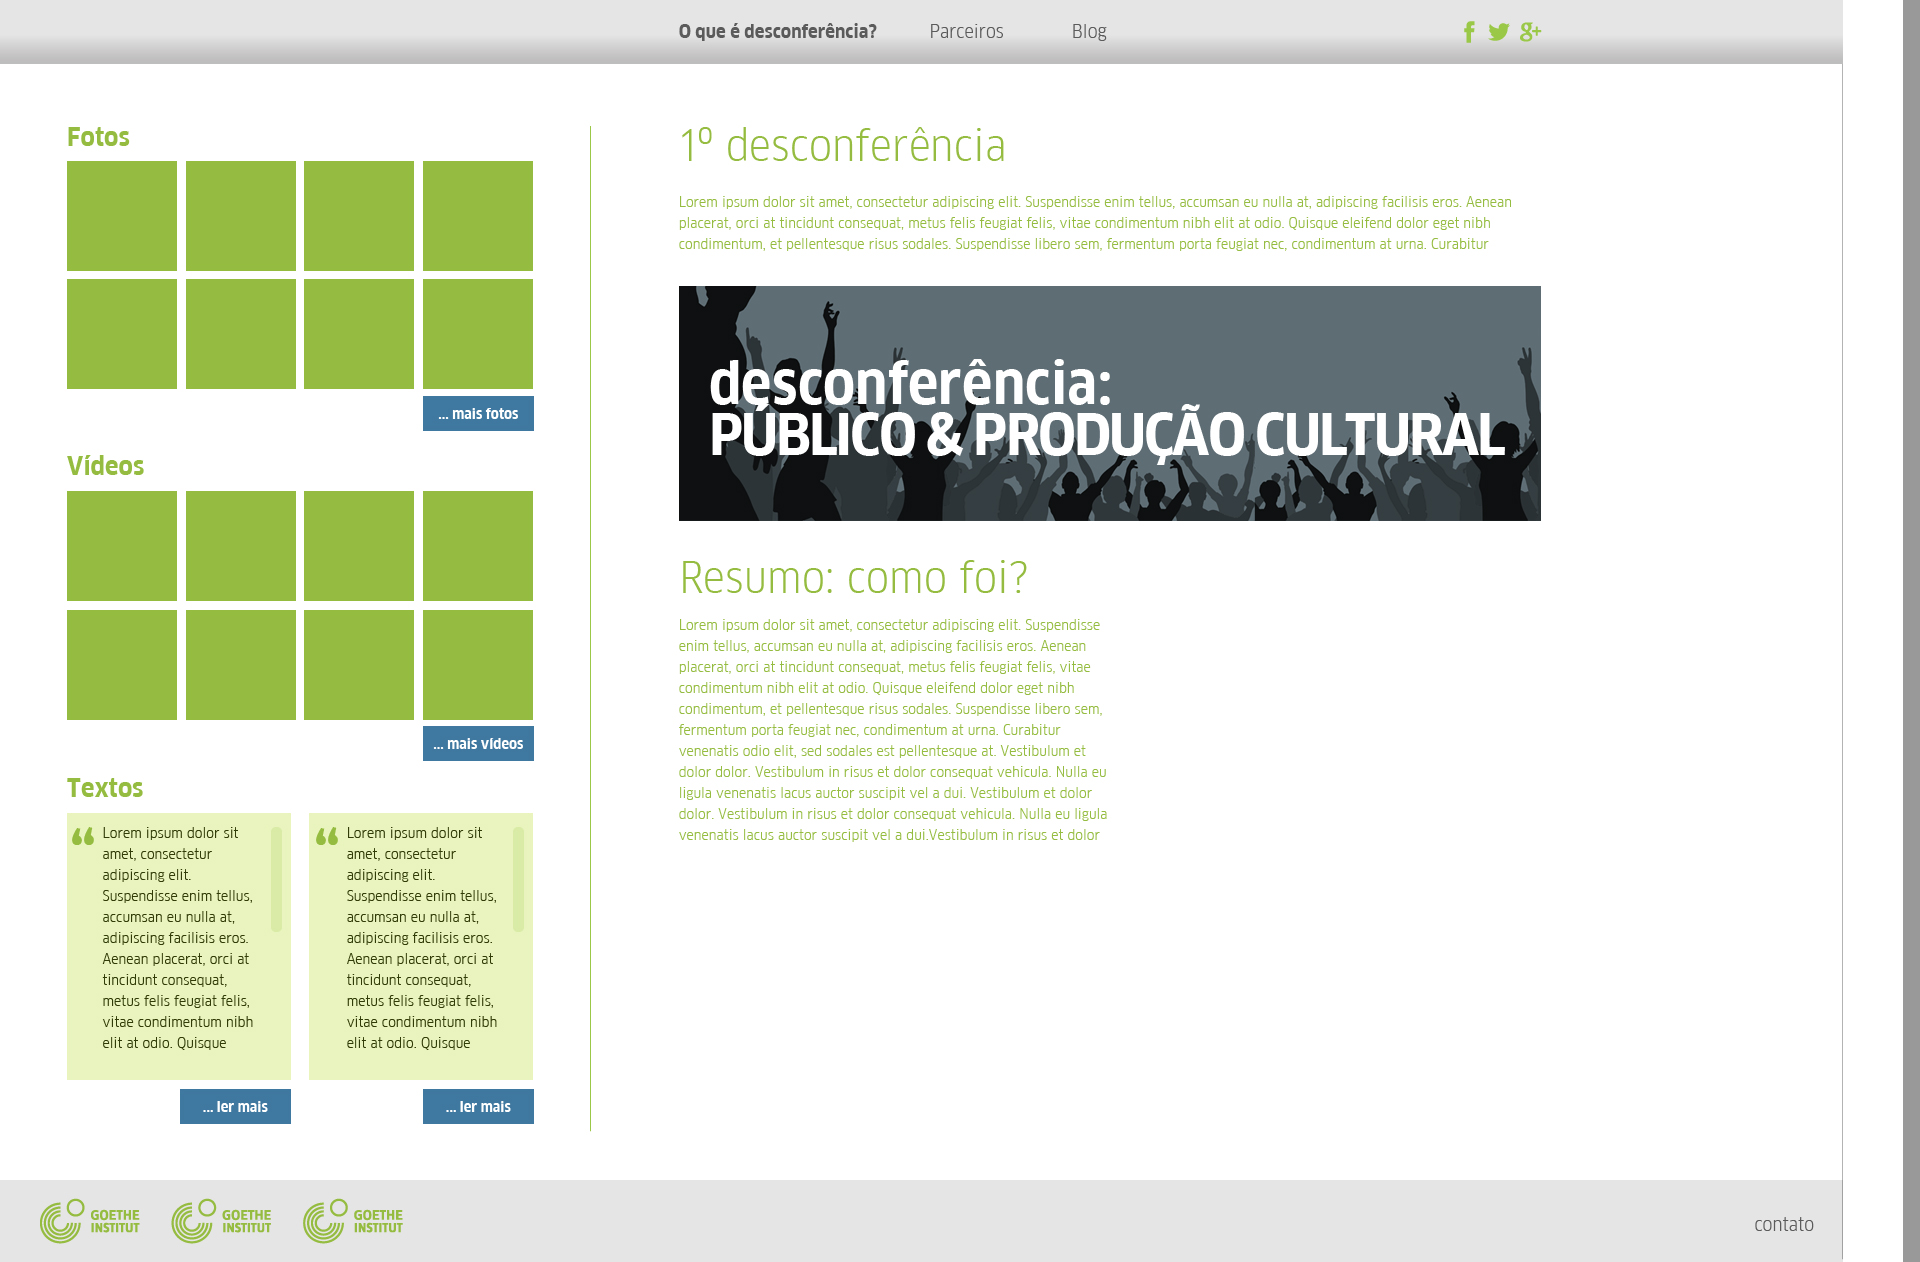 O que é desconferência?
Parceiros
Blog
Fotos
... mais fotos
Vídeos
... mais vídeos
Textos
Lorem ipsum dolor sit
amet, consectetur
adipiscing elit.
Suspendisse enim tellus,
accumsan eu nulla at,
adipiscing facilisis eros.
Aenean placerat, orci at
tincidunt consequat,
metus felis feugiat felis,
vitae condimentum nibh
elit at odio. Quisque
... ler mais
Lorem ipsum dolor sit
amet, consectetur
adipiscing elit.
Suspendisse enim tellus,
accumsan eu nulla at,
adipiscing facilisis eros.
Aenean placerat, orci at
tincidunt consequat,
metus felis feugiat felis,
vitae condimentum nibh
elit at odio. Quisque
... ler mais
1º desconferência
Lorem ipsum dolor sit amet, consectetur adipiscing elit. Suspendisse enim tellus, accumsan eu nulla at, adipiscing facilisis eros. Aenean
placerat, orci at tincidunt consequat, metus felis feugiat felis, vitae condimentum nibh elit at odio. Quisque eleifend dolor eget nibh
condimentum, et pellentesque risus sodales. Suspendisse libero sem, fermentum porta feugiat nec, condimentum at urna. Curabitur
desconferência:
PÚBLICO & PRODUÇÃO CULTURAL
Resumo: como foi?
Lorem ipsum dolor sit amet, consectetur adipiscing elit. Suspendisse
enim tellus, accumsan eu nulla at, adipiscing facilisis eros. Aenean
placerat, orci at tincidunt consequat, metus felis feugiat felis, vitae
condimentum nibh elit at odio. Quisque eleifend dolor eget nibh
condimentum, et pellentesque risus sodales. Suspendisse libero sem,
fermentum porta feugiat nec, condimentum at urna. Curabitur
venenatis odio elit, sed sodales est pellentesque at. Vestibulum et
dolor dolor. Vestibulum in risus et dolor consequat vehicula. Nulla eu
ligula venenatis lacus auctor suscipit vel a dui. Vestibulum et dolor
dolor. Vestibulum in risus et dolor consequat vehicula. Nulla eu ligula
venenatis lacus auctor suscipit vel a dui.Vestibulum in risus et dolor
GOETHE
INSTITUT
GOETHE
INSTITUT
GOETHE
INSTITUT
contato